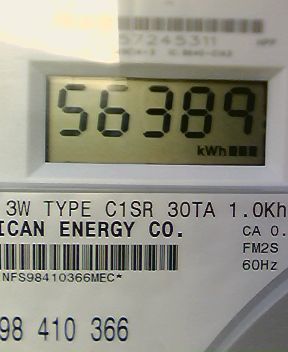 57245311
56389
kWh
3W TYPE C1SR 30TA 1.0Kh
ICAN ENERGY CO.
CA 0.
FM2S
60Hz
NFS98410366MEC*
98 410 366